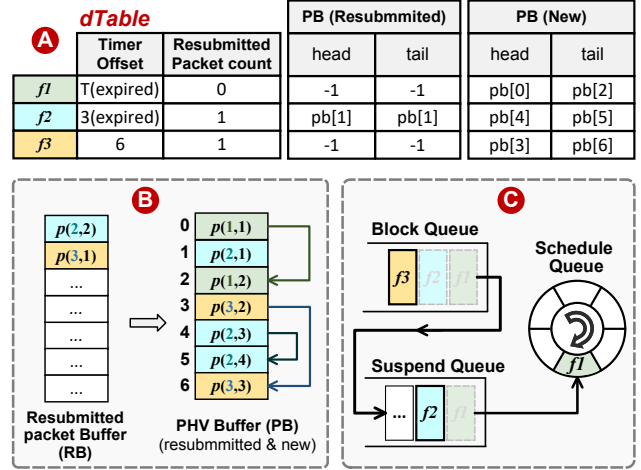 A
dTable
PB (Resubmmited)
PB (New)
Timer Offset
Resubmitted Packet count
head
tail
head
tail
f1
T(expired)
0
-1
-1
pb[0]
pb[2]
f2
3(expired)
1
pb[1]
pb[1]
pb[4]
pb[5]
f3
6
1
-1
-1
pb[3]
pb[6]
B
p(2,2)
p(3,1)
...
...
...
...
...
Resubmitted
packet Buffer
(RB)
0
p(1,1)
1
p(2,1)
2
p(1,2)
3
p(3,2)
4
p(2,3)
5
p(2,4)
6
p(3,3)
PHV Buffer (PB)
(resubmmitted & new)
C
Block Queue
f3
f2
f1
Schedule
Queue
f1
Suspend Queue
...
f2
f1